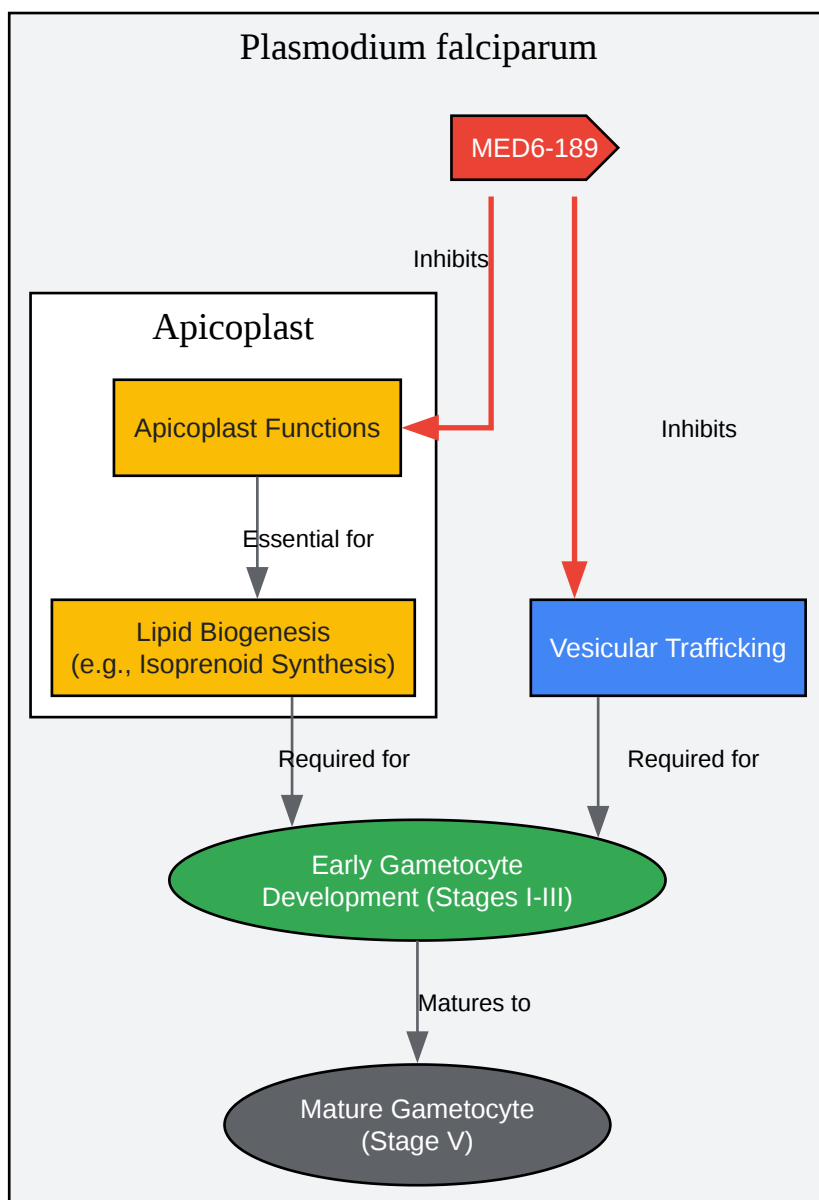 Plasmodium falciparum
MED6-189
Inhibits
Apicoplast
Apicoplast Functions
Inhibits
Essential for
Lipid Biogenesis
(e.g., Isoprenoid Synthesis)
Vesicular Trafficking
Required for
Required for
Early Gametocyte
Development (Stages I-III)
Matures to
Mature Gametocyte
(Stage V)